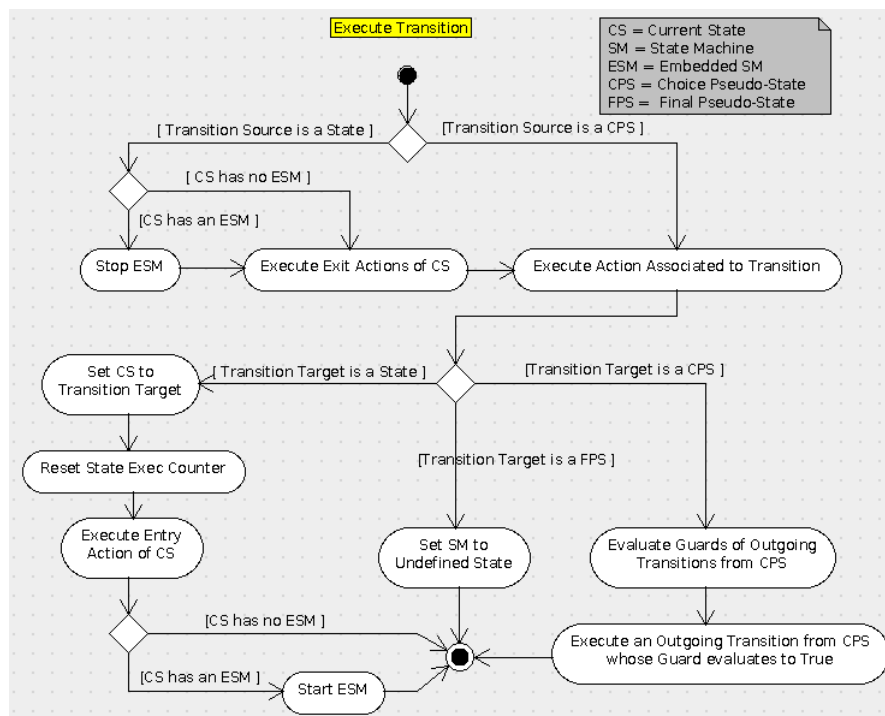 Execute Transition
CS = Current State
SM = State Machine
ESM = Embedded SM
CPS = Choice Pseudo-State
FPS = Final Pseudo-State
[ Transition Source is a State ]
[Transition Source is a CPS ]
[ CS has no ESM ]
[CS has an ESM ]
Stop ESM
Execute Exit Actions of CS
Execute Action Associated to Transition
Set CS to
Transition Target
[ Transition Target is a State ]
[Transition Target is a CPS ]
Reset State Exec Counter
[Transition Target is a FPS ]
Execute Entry
Action of CS
Set SM to
Undefined State
Evaluate Guards of Outgoing
Transitions from CPS
[CS has no ESM ]
[CS has an ESM ]
Start ESM
Execute an Outgoing Transition from CPS
whose Guard evaluates to True